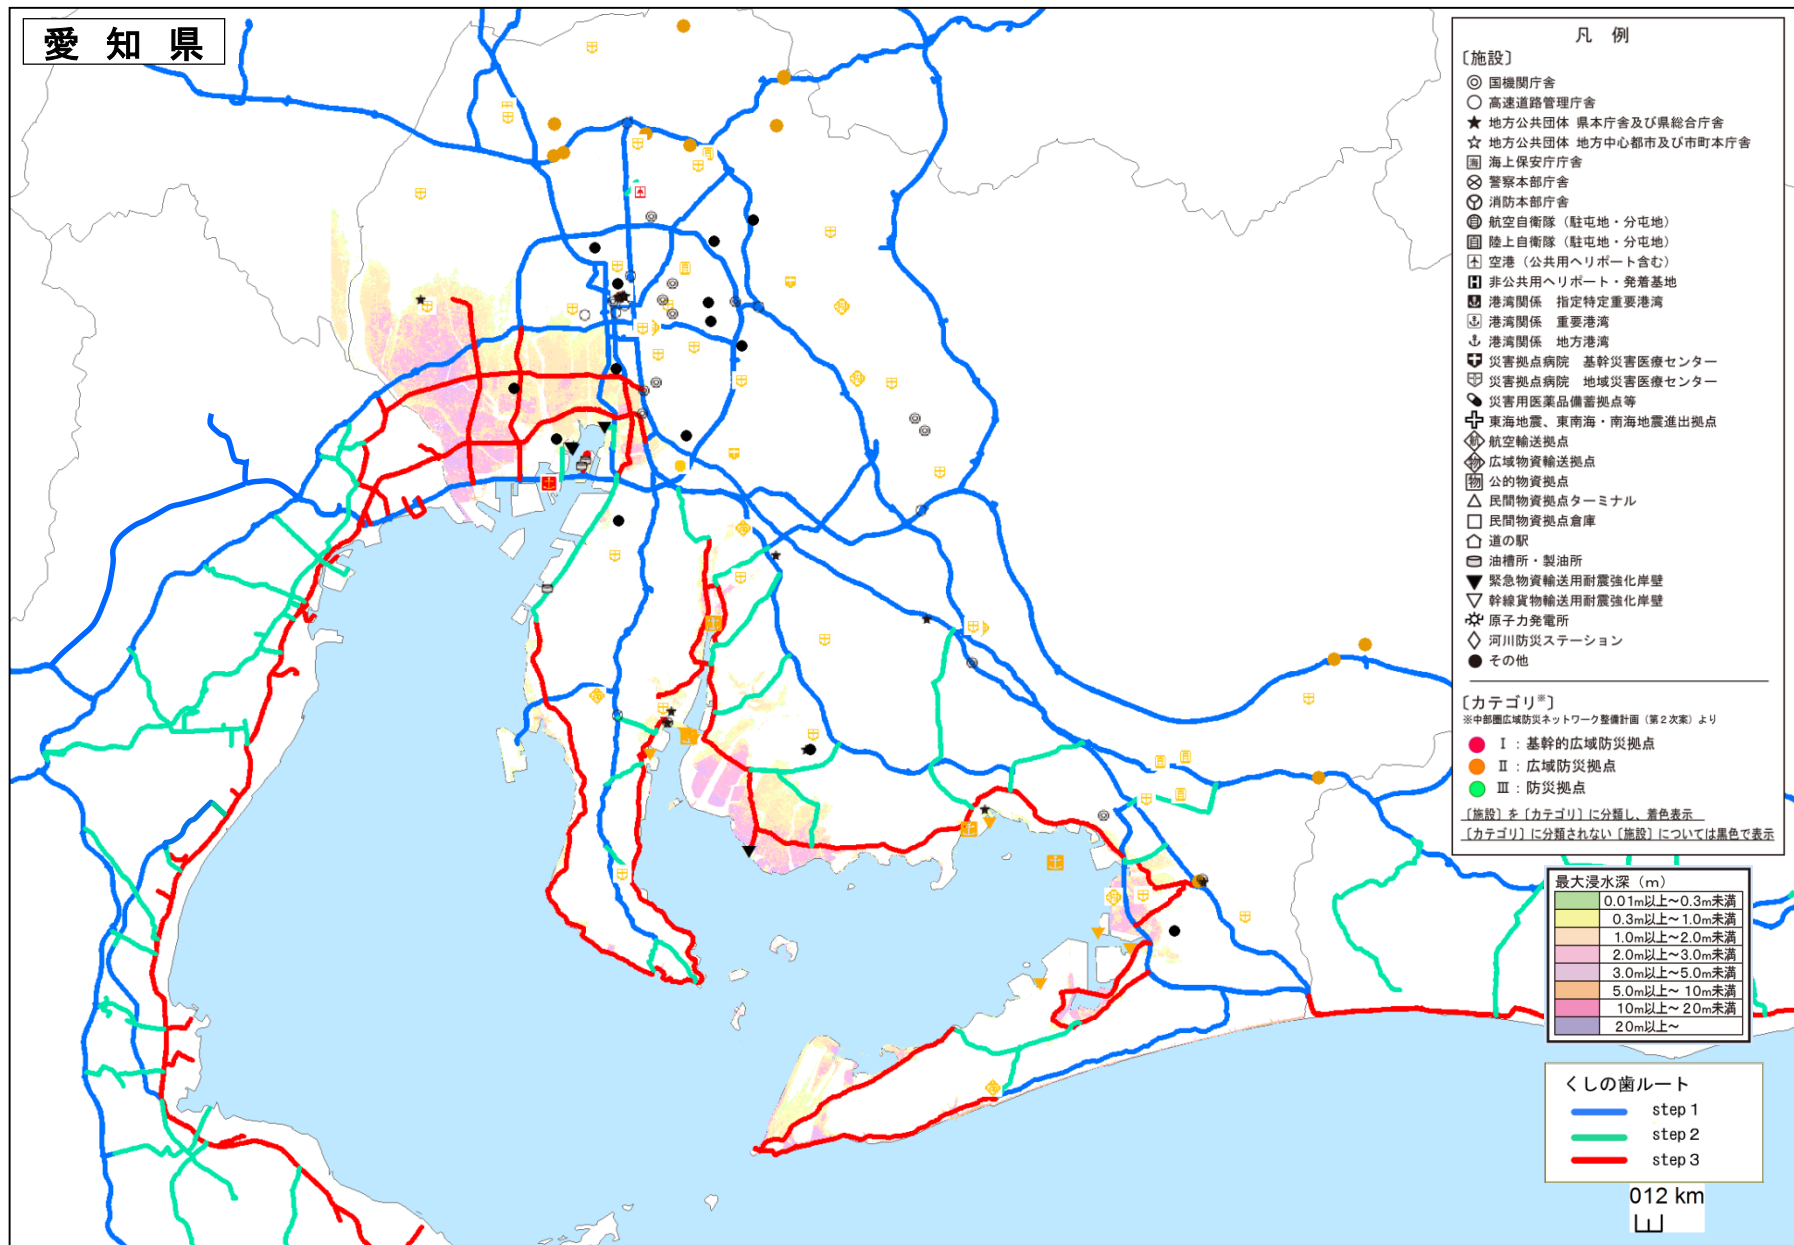 愛知県
凡例
〔施設〕
国機関庁舎
高速道路管理庁舎
地方公共団体 県本庁舎及び県総合庁舎
地方公共団体 地方中心都市及び市町本庁舎
海 海上保安庁庁舎
警察本部庁舎
消防本部庁舎
航空自衛隊（駐屯地・分屯地）
陸上自衛隊（駐屯地・分屯地）
空港（公共用ヘリポート含む）
H 非公共用ヘリポート・発着基地
港湾関係 指定特定重要港湾
港湾関係 重要港湾
港湾関係 地方港湾
災害拠点病院 基幹災害医療センター
災害拠点病院 地域災害医療センター
災害用医薬品備蓄拠点等
東海地震、東南海・南海地震進出拠点
航 航空輸送拠点
物 広域物資輸送拠点
物 公的物資拠点
民間物資拠点ターミナル
民間物資拠点倉庫
道の駅
油槽所・製油所
緊急物資輸送用耐震強化岸壁
幹線貨物輸送用耐震強化岸壁
原子力発電所
河川防災ステーション
その他
〔カテゴリ※〕
※中部圏広域防災ネットワーク整備計画（第２次案）より
Ⅰ：基幹的広域防災拠点
Ⅱ：広域防災拠点
Ⅲ：防災拠点
［施設］を［カテゴリ］に分類し、着色表示
［カテゴリ］に分類されない［施設］については黒色で表示
最大浸水深（m）
0.01m以上～0.3m未満
0.3m以上～1.0m未満
1.0m以上～2.0m未満
2.0m以上～3.0m未満
3.0m以上～5.0m未満
5.0m以上～10m未満
10m以上～20m未満
20m以上～
くしの歯ルート
step1
step2
step3
012 km